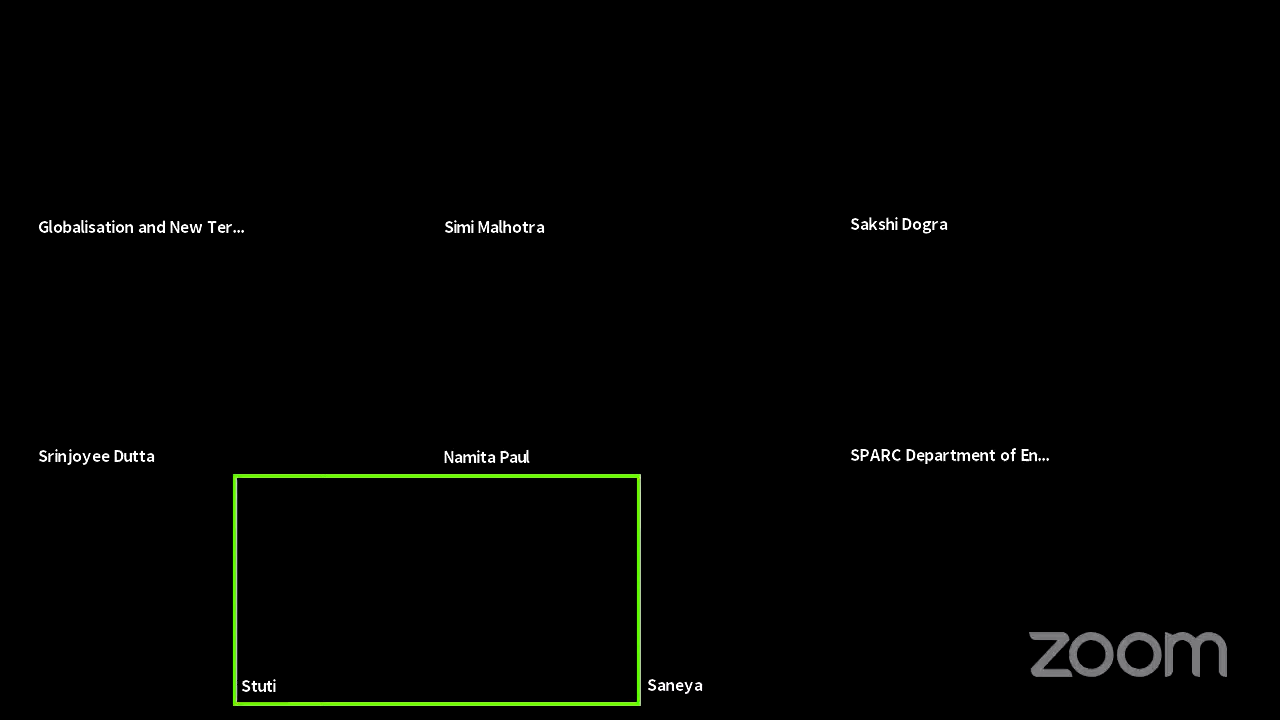 Globalisation and New Ter...
Simi Malhotra
Sakshi Dogra
Srinjoyee Dutta
Namita Paul
SPARC Department of En...
Stuti
Saneya
zoom